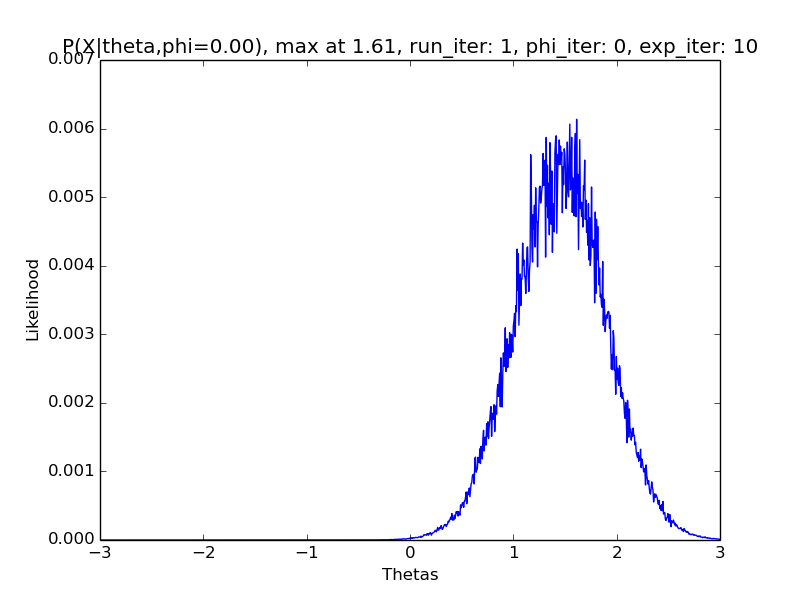 P(X|theta,phi=0.00), max at 1.61, run_iter: 1, phi_iter: 0, exp_iter: 10
0.007
0.006
0.005
0.004
0.003
0.002
0.001
0.000
Likelihood
−3 −2 −1 0 1 2 3
Thetas